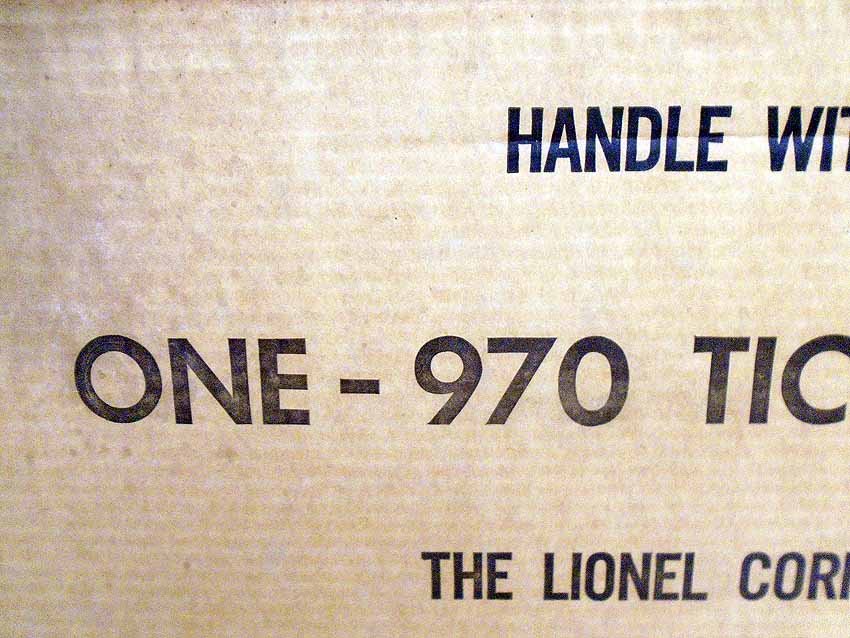 HANDLE WIT
ONE - 970 TIC
THE LIONEL COR